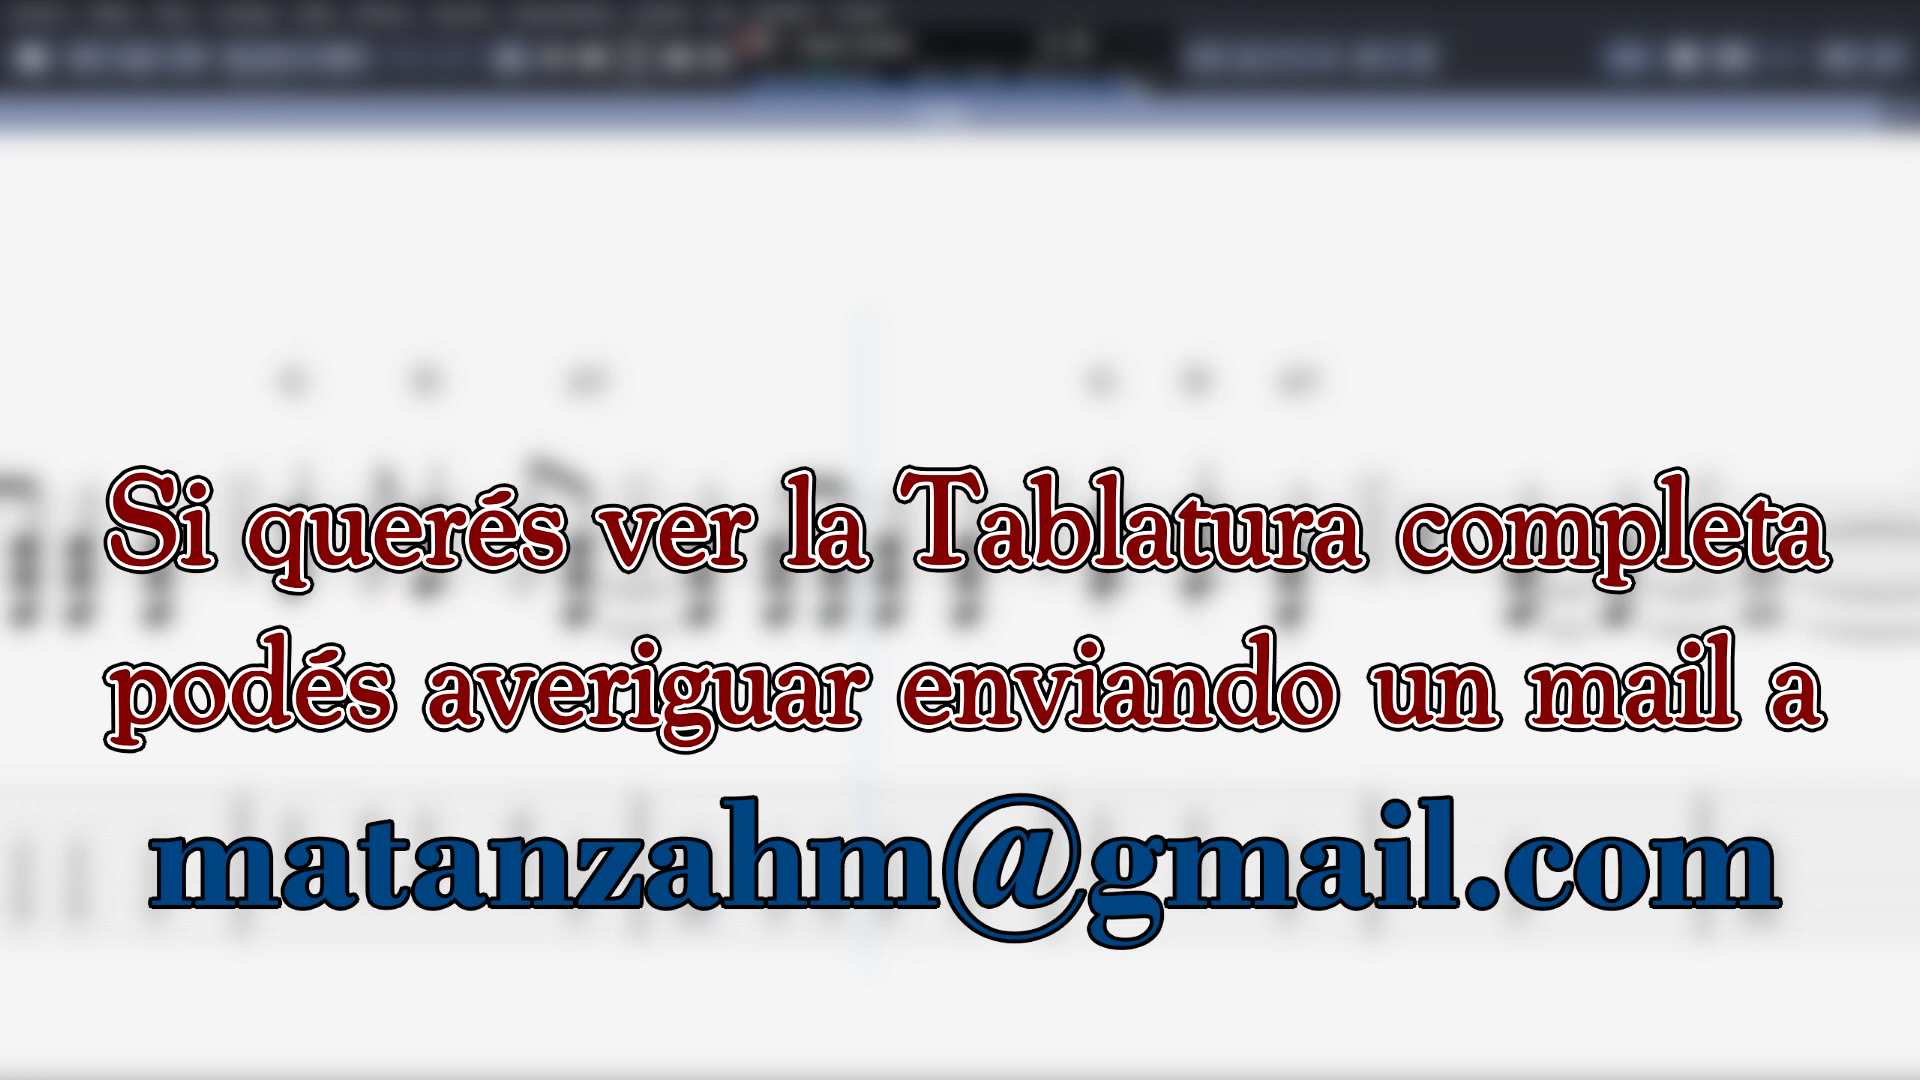 Si querés ver la Tablatura completa
podés averiguar enviando un mail a
matanzahm@gmail.com